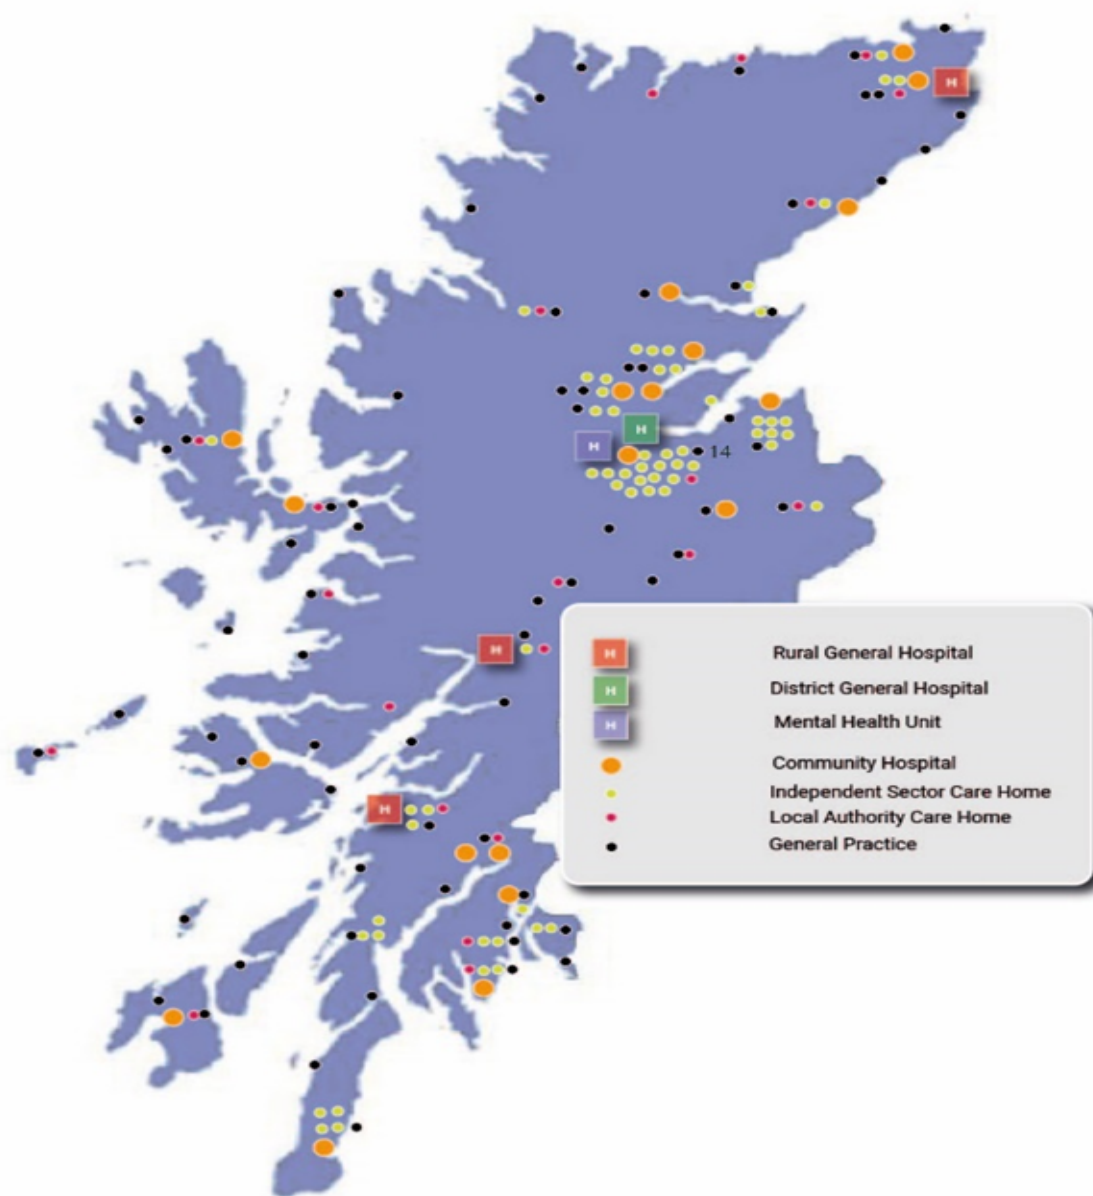 H
H
H
14
H
H
H Rural General Hospital
H District General Hospital
H Mental Health Unit
Community Hospital
Independent Sector Care Home
Local Authority Care Home
General Practice